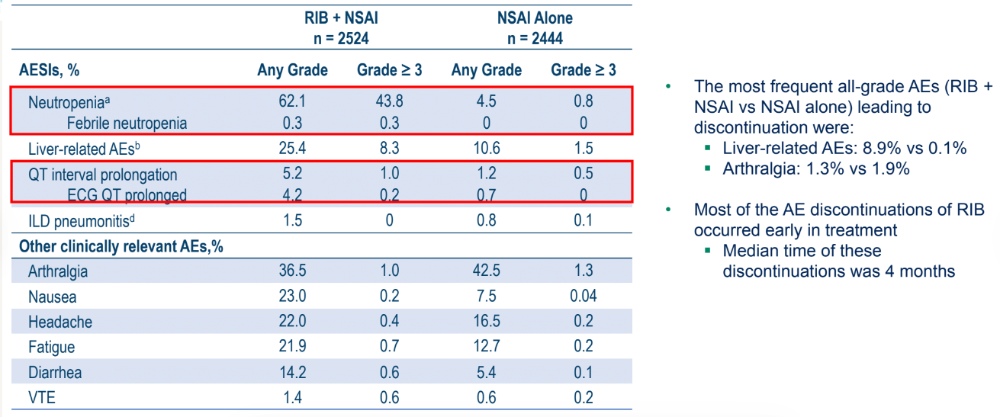 RIB + NSAI NSAI Alone
n = 2524 n = 2444
AESIs, % Any Grade Grade ≥ 3 Any Grade Grade ≥ 3
Neutropeniaᵃ 62.1 43.8 4.5 0.8
Febrile neutropenia 0.3 0.3 0 0
Liver-related AEsᵇ 25.4 8.3 10.6 1.5
QT interval prolongation 5.2 1.0 1.2 0.5
ECG QT prolonged 4.2 0.2 0.7 0
ILD pneumonitisᵈ 1.5 0 0.8 0.1
Other clinically relevant AEs,%
Arthralgia 36.5 1.0 42.5 1.3
Nausea 23.0 0.2 7.5 0.04
Headache 22.0 0.4 16.5 0.2
Fatigue 21.9 0.7 12.7 0.2
Diarrhea 14.2 0.6 5.4 0.1
VTE 1.4 0.6 0.6 0.2
• The most frequent all-grade AEs (RIB +
NSAI vs NSAI alone) leading to
discontinuation were:
▪ Liver-related AEs: 8.9% vs 0.1%
▪ Arthralgia: 1.3% vs 1.9%
• Most of the AE discontinuations of RIB
occurred early in treatment
▪ Median time of these
discontinuations was 4 months